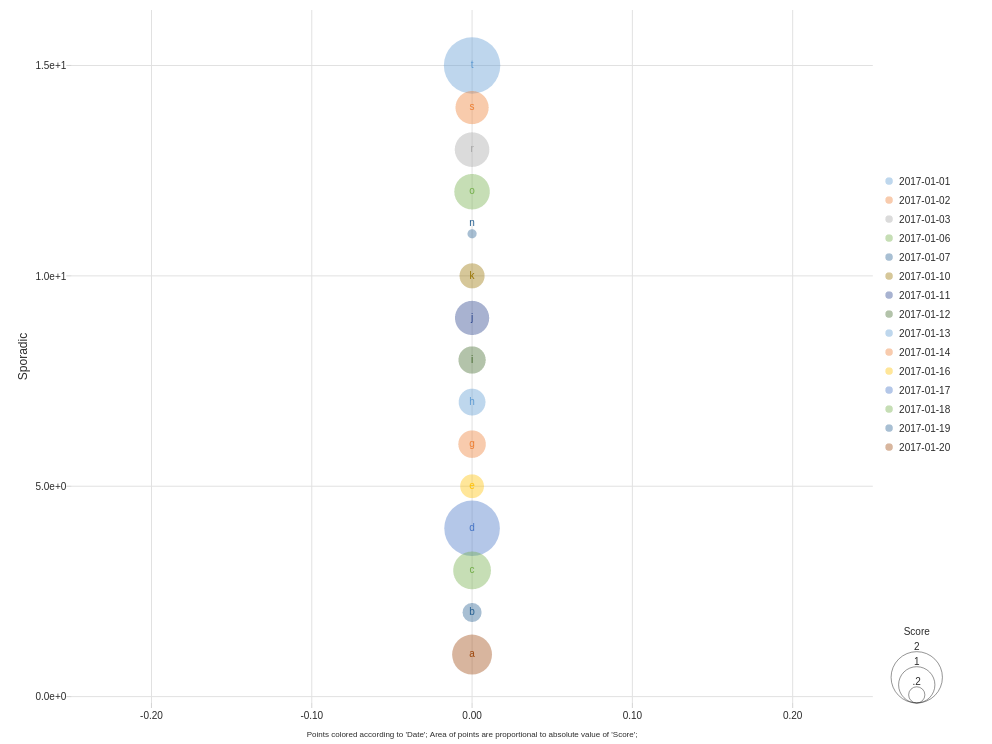 1.5e+1
1.0e+1
5.0e+0
0.0e+0
Sporadic
t
s
r
o
n
k
j
i
h
g
e
d
c
b
a
-0.20
-0.10
0.00
0.10
0.20
Points colored according to 'Date'; Area of points are proportional to absolute value of 'Score';
2017-01-01
2017-01-02
2017-01-03
2017-01-06
2017-01-07
2017-01-10
2017-01-11
2017-01-12
2017-01-13
2017-01-14
2017-01-16
2017-01-17
2017-01-18
2017-01-19
2017-01-20
Score
2
1
.2